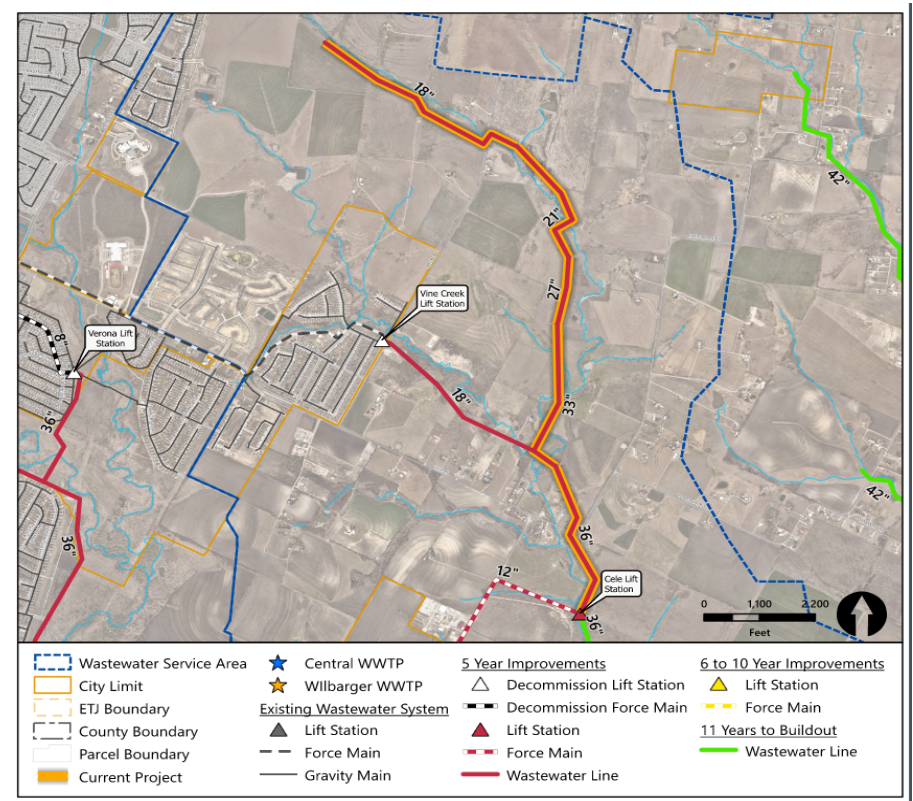 18"
42"
21"
27"
Vine Creek
Lift Station
Verona Lift
Station
8"
18"
33"
36"
42"
36"
36"
12"
Cele Lift
Station
36"
0 1,100 2,200
Feet
Wastewater Service Area
City Limit
ETJ Boundary
County Boundary
Parcel Boundary
Current Project
Central WWTP
WIlbarger WWTP
Existing Wastewater System
Lift Station
Force Main
Gravity Main
5 Year Improvements
Decommission Lift Station
Decommission Force Main
Lift Station
Force Main
Wastewater Line
6 to 10 Year Improvements
Lift Station
Force Main
11 Years to Buildout
Wastewater Line